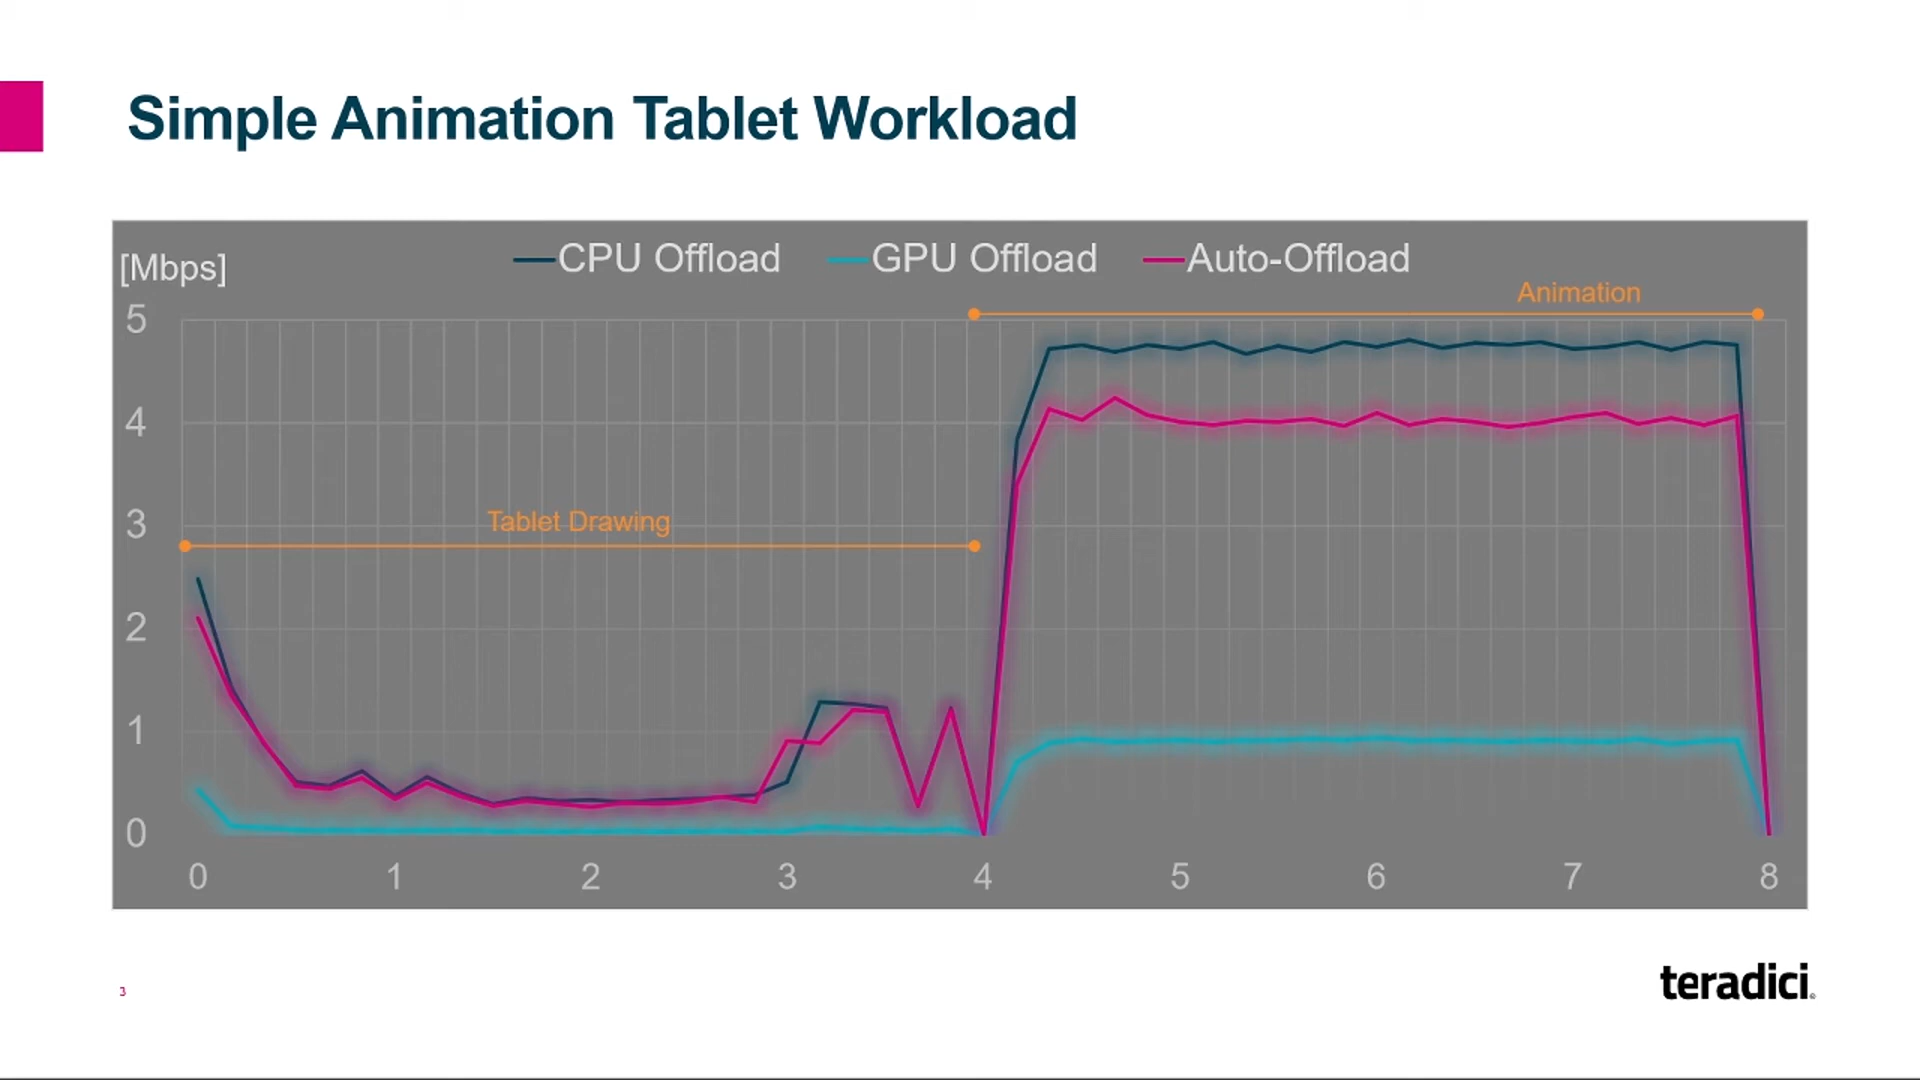 Simple Animation Tablet Workload
[Mbps]
CPU Offload
GPU Offload
Auto-Offload
Animation
5
4
3
Tablet Drawing
2
1
0
0 1 2 3 4 5 6 7 8
3
teradici